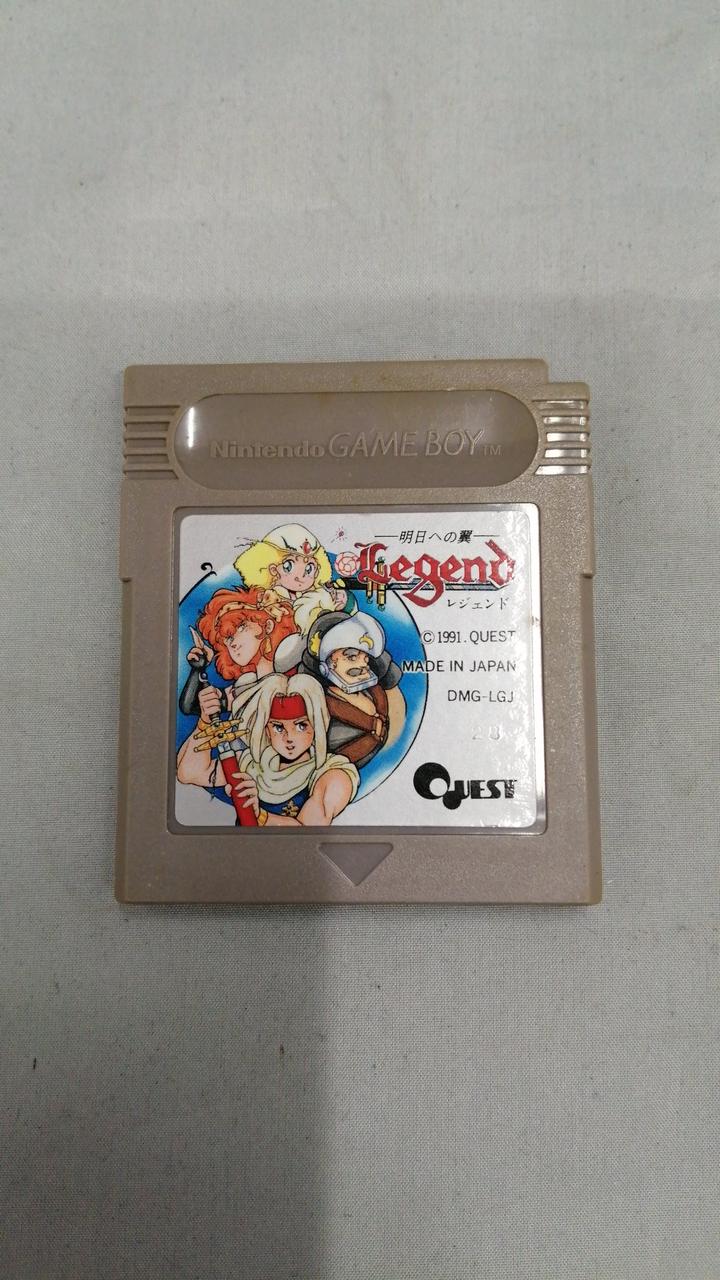 Nintendo GAME BOY TM
明日への翼
Legend
レジェンド
© 1991. QUEST
MADE IN JAPAN
DMG-LGJ
28
QUEST